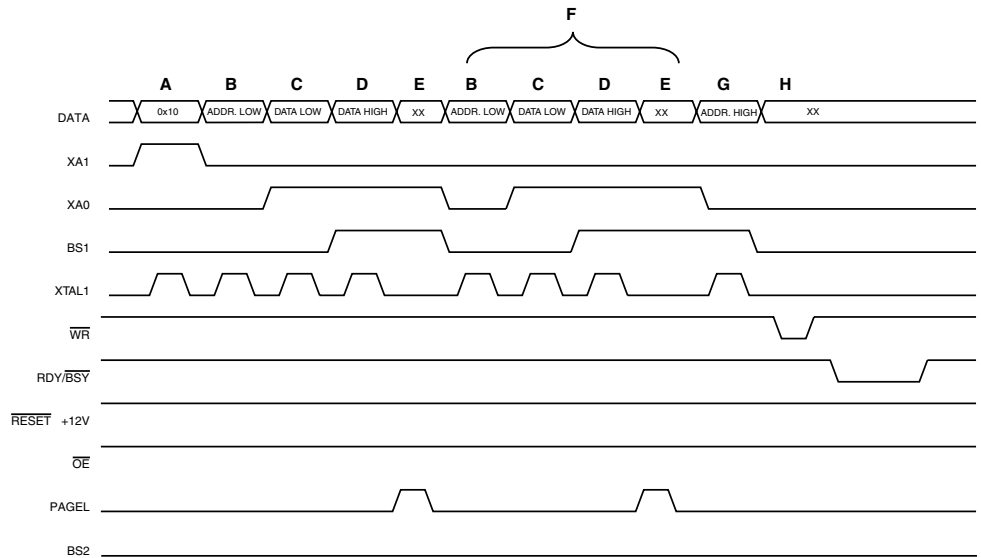 F
A B C D E B C D E G H
DATA 0x10 ADDR. LOW DATA LOW DATA HIGH XX ADDR. LOW DATA LOW DATA HIGH XX ADDR. HIGH XX
XA1
XA0
BS1
XTAL1
WR
RDY/BSY
RESET +12V
OE
PAGEL
BS2